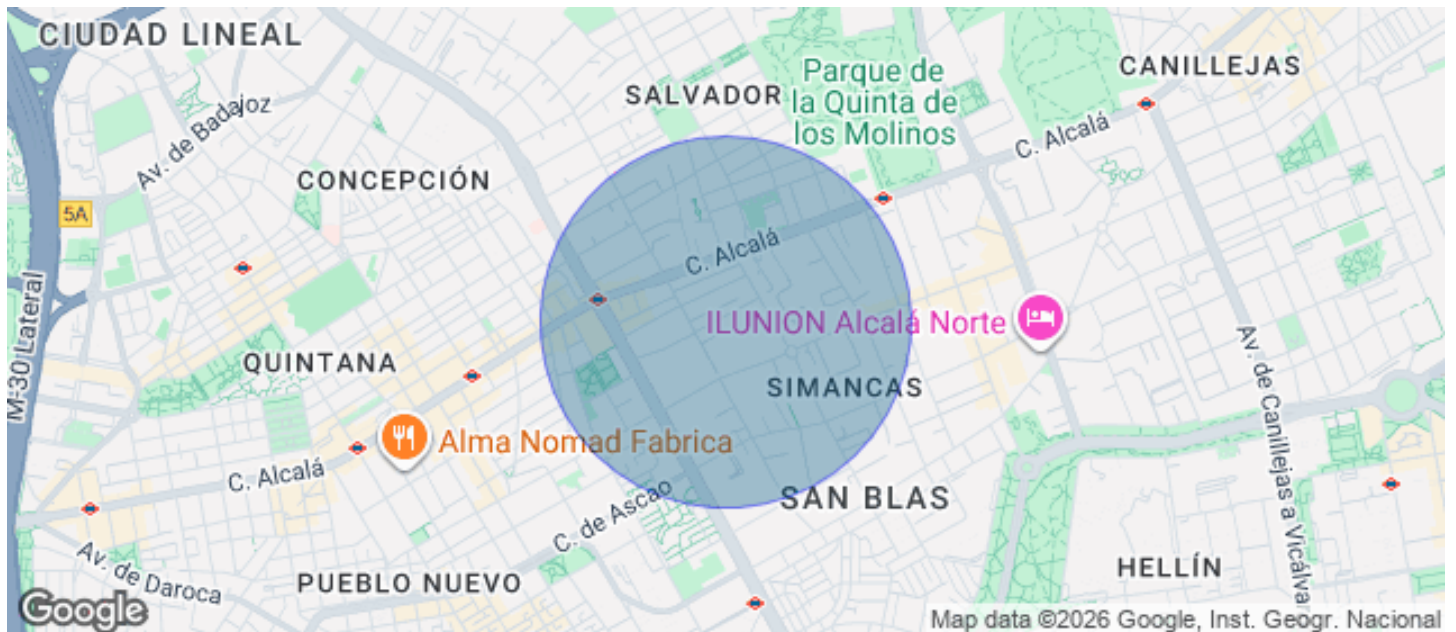 CIUDAD LINEAL
Av. de Badajoz
SALVADOR
Parque de
la Quinta de
los Molinos
CANILLEJAS
C. Alcalá
CONCEPCIÓN
5A
C. Alcalá
M-30 Lateral
ILUNION Alcalá Norte
QUINTANA
SIMANCAS
Av. de Canillejas a Vicálvar
Alma Nomad Fabrica
C. Alcalá
SAN BLAS
C. de Ascao
Av. de Daroca
PUEBLO NUEVO
HELLÍN
Google
Map data ©2026 Google, Inst. Geogr. Nacional